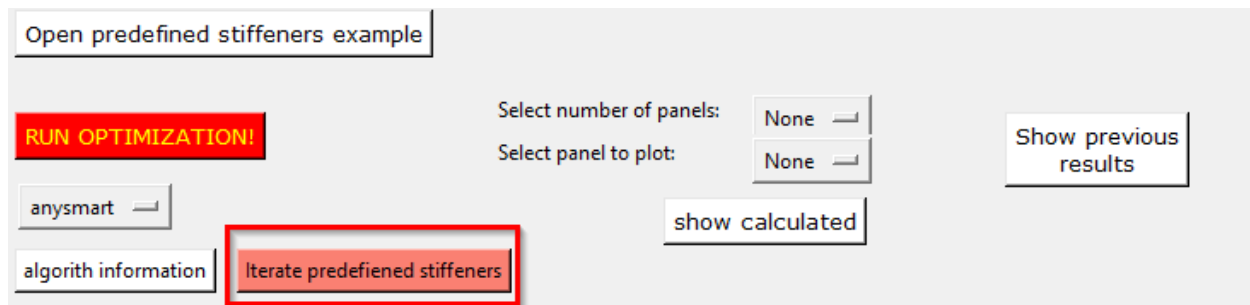 Open predefined stiffeners example
Select number of panels:
None
RUN OPTIMIZATION!
Select panel to plot:
None
Show previous
results
anysmart
show calculated
algorith information
Iterate predefiened stiffeners